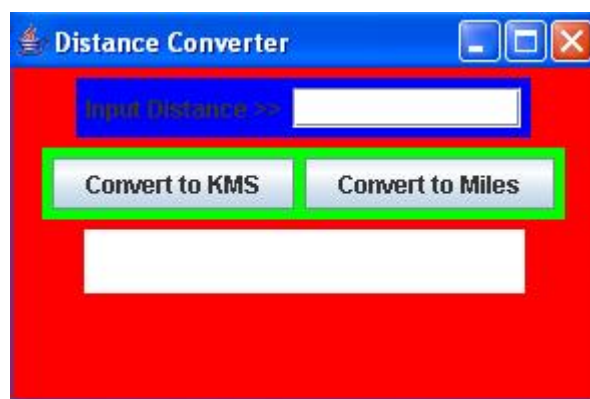 Distance Converter
Input Distance >>
Convert to KMS Convert to Miles